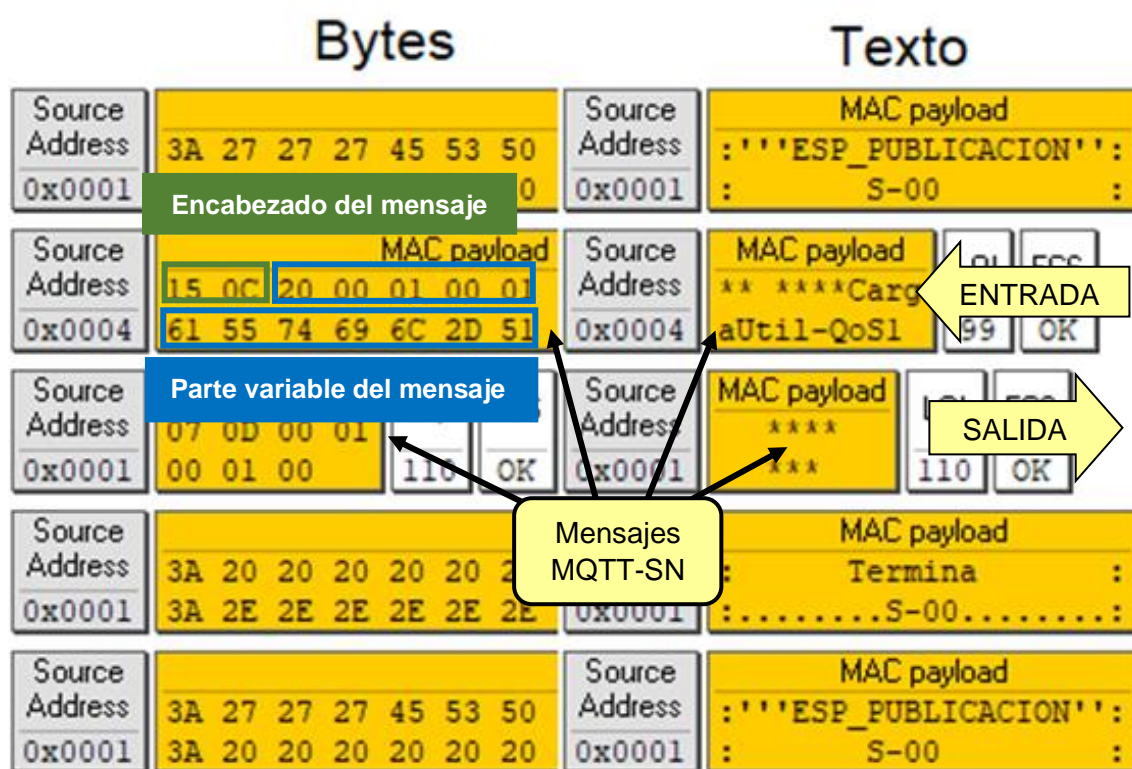 Bytes
Texto
Source Address
0x0001
3A 27 27 27 45 53 50
0
Source Address
0x0001
MAC payload
:'''ESP_PUBLICACION'':
: S-00 :
Encabezado del mensaje
Source Address
0x0004
MAC payload
15 0C 20 00 01 00 01
61 55 74 69 6C 2D 51
Source Address
0x0004
MAC payload
** ****Carg
aUtil-QoS1
99
OK
ENTRADA
Parte variable del mensaje
Source Address
0x0001
07 0D 00 01
00 01 00
110
OK
Source Address
0x0001
MAC payload
****
***
110
OK
SALIDA
Mensajes
MQTT-SN
Source Address
0x0001
3A 20 20 20 20 20
3A 2E 2E 2E 2E 2E 2E
Source Address
0x0001
MAC payload
: Termina :
:........S-00........:
Source Address
0x0001
3A 27 27 27 45 53 50
3A 20 20 20 20 20 20
Source Address
0x0001
MAC payload
:'''ESP_PUBLICACION'':
: S-00 :